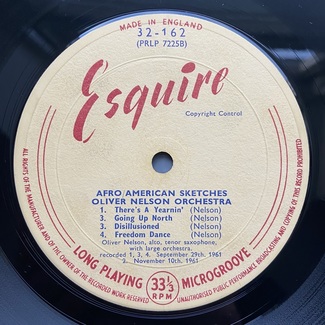 MADE IN ENGLAND
32-162
(PRLP 7225B)
Esquire
Copyright Control
AFRO/AMERICAN SKETCHES
OLIVER NELSON ORCHESTRA
1. There's A Yearnin' (Nelson)
2. Going Up North (Nelson)
3. Disillusioned (Nelson)
4. Freedom Dance (Nelson)
Oliver Nelson, alto, tenor saxophone,
with large orchestra.
recorded 1, 3, 4. September 29th. 1961
2. November 10th. 1961
LONG PLAYING 33⅓ RPM MICROGROOVE
ALL RIGHTS OF THE MANUFACTURER AND OF THE OWNER OF THE RECORDED WORK RESERVED
UNAUTHORISED PUBLIC PERFORMANCE BROADCASTING AND COPYING OF THIS RECORD PROHIBITED